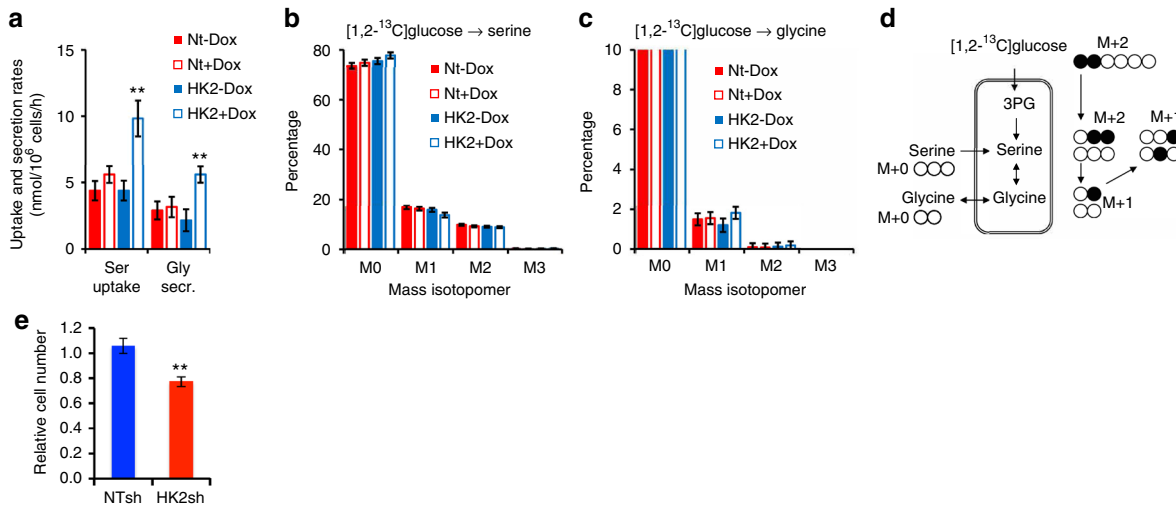 a
Uptake and secretion rates
(nmol/10⁶ cells/h)
15
10
5
0
Nt-Dox
Nt+Dox
HK2-Dox
HK2+Dox
**
**
Ser
uptake
Gly
secr.
b
[1,2-¹³C]glucose → serine
Percentage
80
60
40
20
0
Nt-Dox
Nt+Dox
HK2-Dox
HK2+Dox
M0
M1
M2
M3
Mass isotopomer
c
[1,2-¹³C]glucose → glycine
Percentage
10
8
6
4
2
0
Nt-Dox
Nt+Dox
HK2-Dox
HK2+Dox
M0
M1
M2
M3
Mass isotopomer
d
[1,2-¹³C]glucose
M+2
3PG
M+2
M+1
Serine
Serine
M+0
Glycine
Glycine
M+1
M+0
e
Relative cell number
1.2
1.0
0.8
0.6
0.4
0.2
0.0
**
NTsh
HK2sh